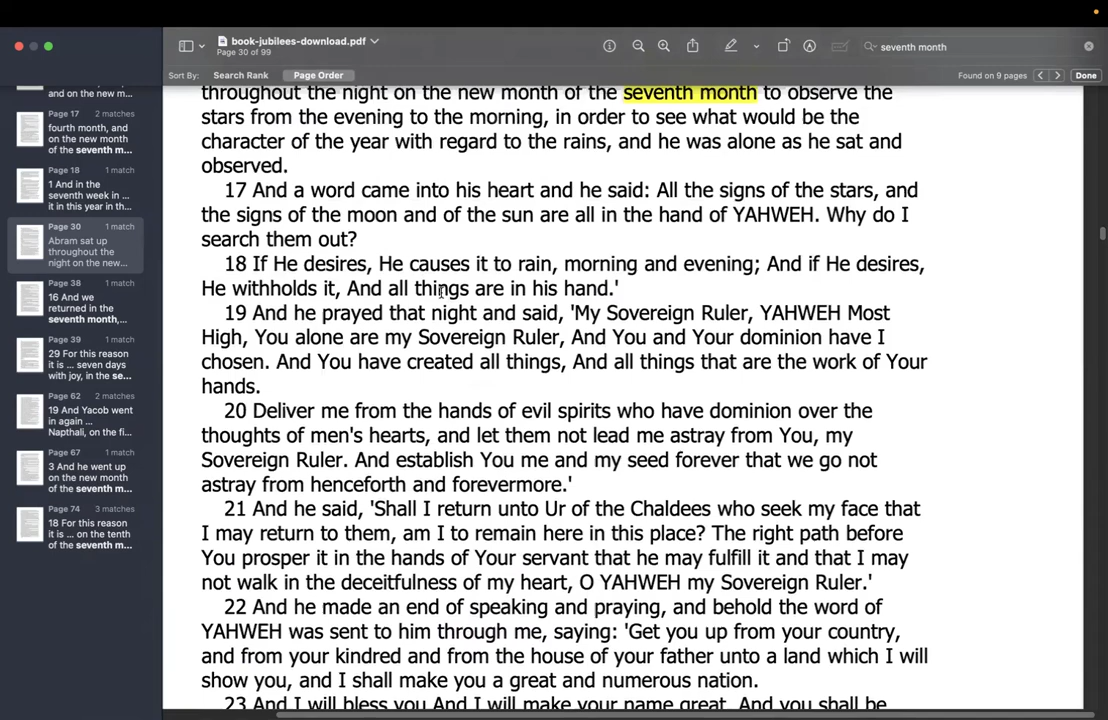 book-jubilees-download.pdf
Page 30 of 99
seventh month
Sort By:
Search Rank
Page Order
Found on 9 pages
Done
and on the new m...
Page 17
2 matches
fourth month, and
on the new month
of the seventh m...
Page 18
1 match
1 And in the
seventh week in ...
it in this year in th...
Page 30
1 match
Abram sat up
throughout the
night on the new...
Page 38
1 match
16 And we
returned in the
seventh month,...
Page 39
1 match
29 For this reason
it is ... seven days
with joy, in the se...
Page 62
2 matches
19 And Yacob went
in again ...
Napthali, on the fi...
Page 67
1 match
3 And he went up
on the new month
of the seventh m...
Page 74
3 matches
18 For this reason
it is ... on the tenth
of the seventh m...
throughout the night on the new month of the seventh month to observe the
stars from the evening to the morning, in order to see what would be the
character of the year with regard to the rains, and he was alone as he sat and
observed.
17 And a word came into his heart and he said: All the signs of the stars, and
the signs of the moon and of the sun are all in the hand of YAHWEH. Why do I
search them out?
18 If He desires, He causes it to rain, morning and evening; And if He desires,
He withholds it, And all things are in his hand.'
19 And he prayed that night and said, 'My Sovereign Ruler, YAHWEH Most
High, You alone are my Sovereign Ruler, And You and Your dominion have I
chosen. And You have created all things, And all things that are the work of Your
hands.
20 Deliver me from the hands of evil spirits who have dominion over the
thoughts of men's hearts, and let them not lead me astray from You, my
Sovereign Ruler. And establish You me and my seed forever that we go not
astray from henceforth and forevermore.'
21 And he said, 'Shall I return unto Ur of the Chaldees who seek my face that
I may return to them, am I to remain here in this place? The right path before
You prosper it in the hands of Your servant that he may fulfill it and that I may
not walk in the deceitfulness of my heart, O YAHWEH my Sovereign Ruler.'
22 And he made an end of speaking and praying, and behold the word of
YAHWEH was sent to him through me, saying: 'Get you up from your country,
and from your kindred and from the house of your father unto a land which I will
show you, and I shall make you a great and numerous nation.
23 And I will bless you And I will make your name great, And you shall be